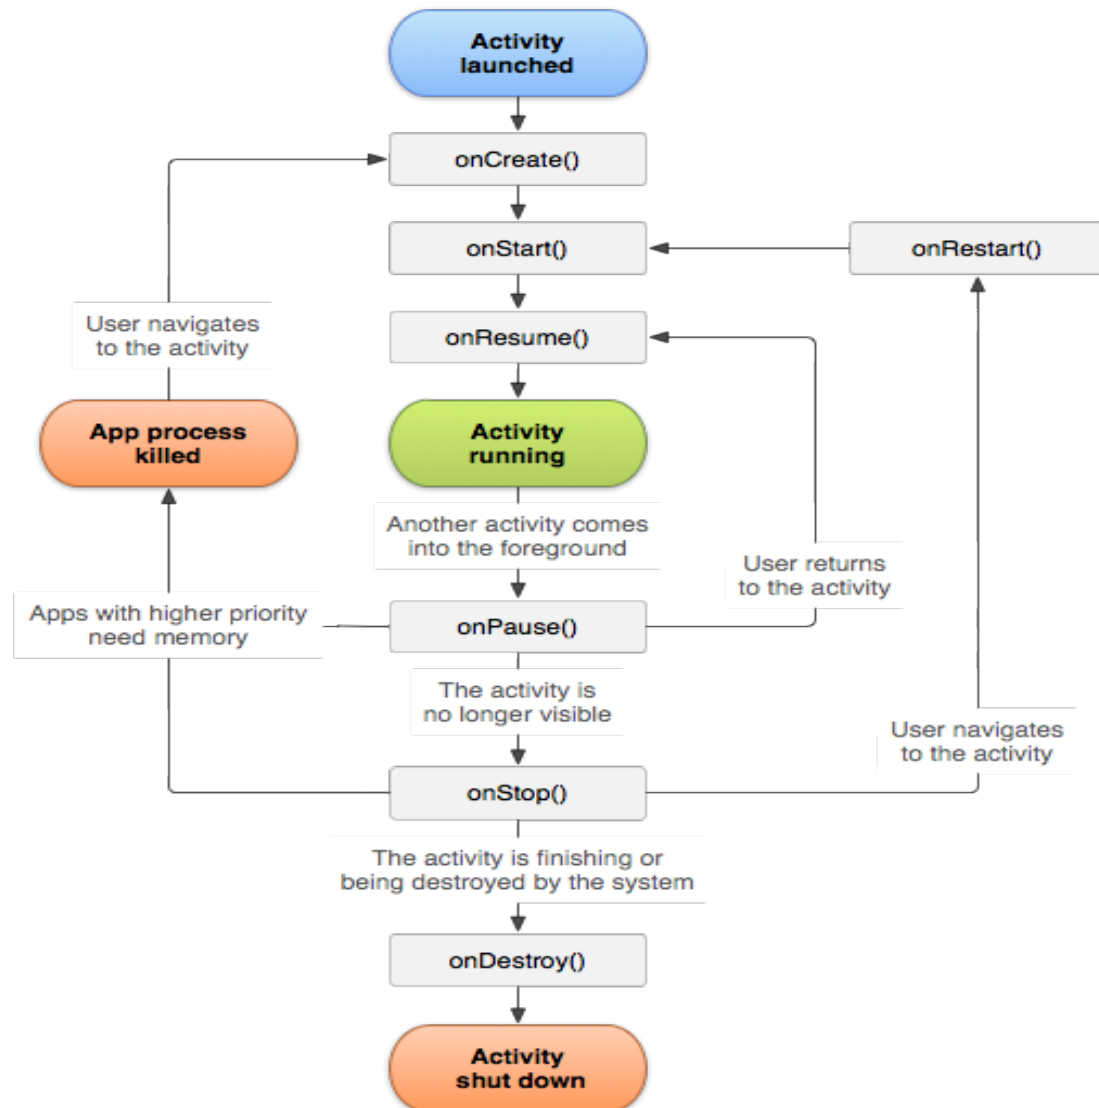 Activity
launched
onCreate()
onStart()
onRestart()
User navigates
to the activity
onResume()
App process
killed
Activity
running
Another activity comes
into the foreground
User returns
to the activity
Apps with higher priority
need memory
onPause()
The activity is
no longer visible
User navigates
to the activity
onStop()
The activity is finishing or
being destroyed by the system
onDestroy()
Activity
shut down